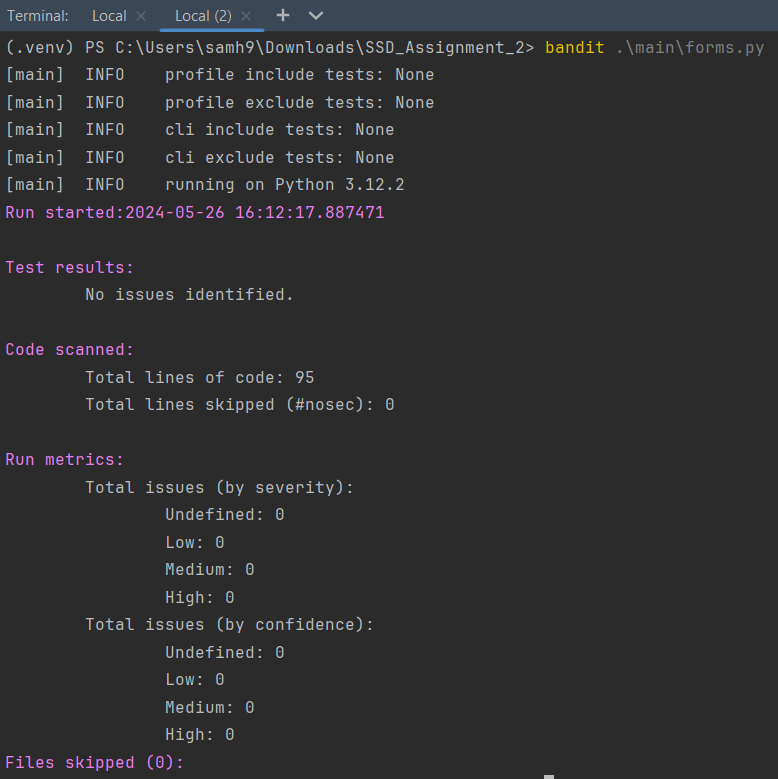 Terminal: Local × Local (2) × +
(.venv) PS C:\Users\samh9\Downloads\SSD_Assignment_2> bandit .\main\forms.py
[main]  INFO    profile include tests: None
[main]  INFO    profile exclude tests: None
[main]  INFO    cli include tests: None
[main]  INFO    cli exclude tests: None
[main]  INFO    running on Python 3.12.2
Run started:2024-05-26 16:12:17.887471
Test results:
        No issues identified.
Code scanned:
        Total lines of code: 95
        Total lines skipped (#nosec): 0
Run metrics:
        Total issues (by severity):
                Undefined: 0
                Low: 0
                Medium: 0
                High: 0
        Total issues (by confidence):
                Undefined: 0
                Low: 0
                Medium: 0
                High: 0
Files skipped (0):